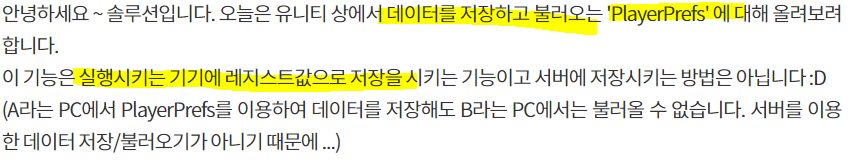 안녕하세요 ~ 솔루션입니다. 오늘은 유니티 상에서 데이터를 저장하고 불러오는 'PlayerPrefs' 에 대해 올려보려
합니다.
이 기능은 실행시키는 기기에 레지스트값으로 저장을 시키는 기능이고 서버에 저장시키는 방법은 아닙니다 :D
(A라는 PC에서 PlayerPrefs를 이용하여 데이터를 저장해도 B라는 PC에서는 불러올 수 없습니다. 서버를 이용
한 데이터 저장/불러오기가 아니기 때문에 ...)